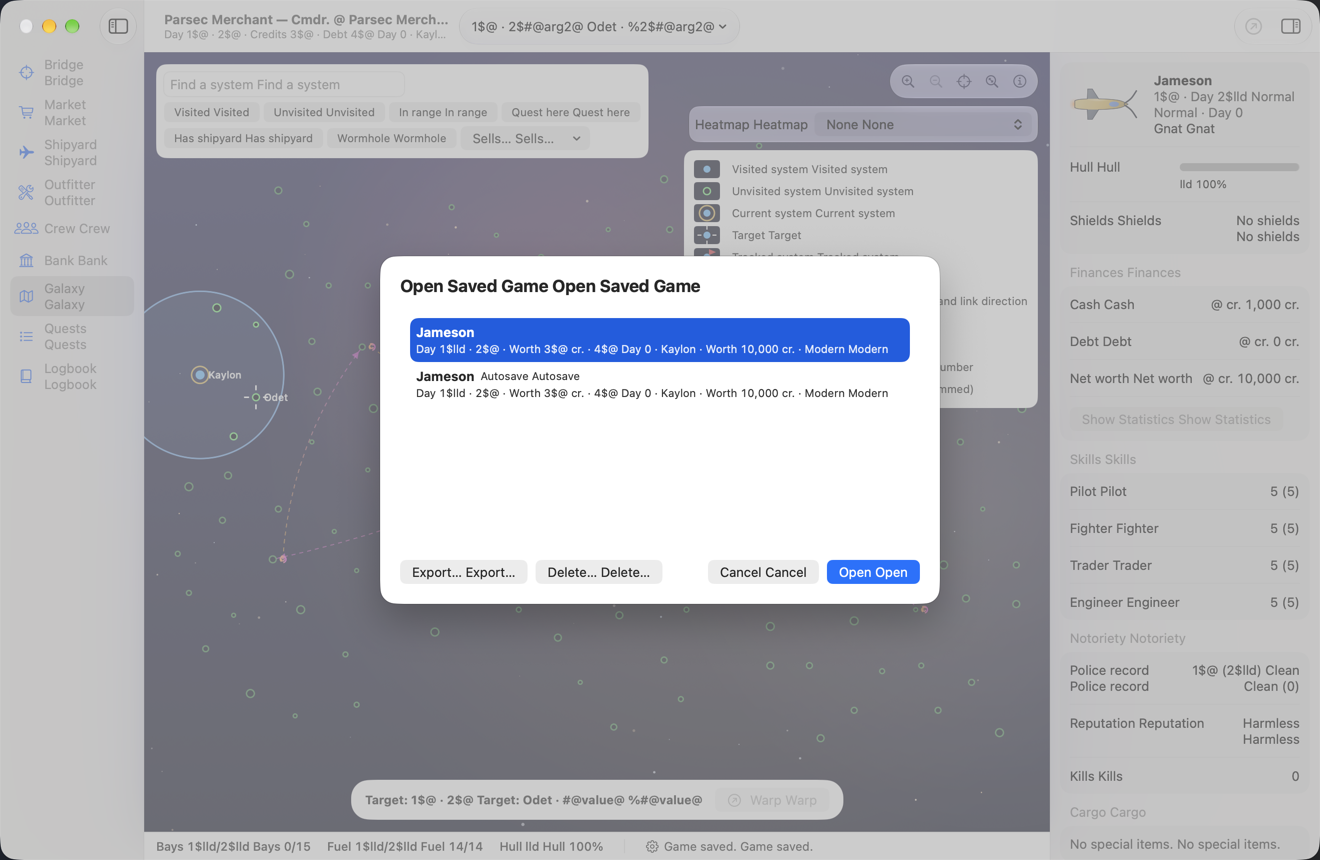 Parsec Merchant — Cmdr. @ Parsec Merch...
Day 1$@ · 2$@ · Credits 3$@ · Debt 4$@ Day 0 · Kayl...
1$@ · 2$#@arg2@ Odet · %2$#@arg2@
Bridge
Bridge
Market
Market
Shipyard
Shipyard
Outfitter
Outfitter
Crew Crew
Bank Bank
Galaxy
Galaxy
Quests
Quests
Logbook
Logbook
Find a system Find a system
Visited Visited
Unvisited Unvisited
In range In range
Quest here Quest here
Has shipyard Has shipyard
Wormhole Wormhole
Sells... Sells...
Heatmap Heatmap
None None
Visited system Visited system
Unvisited system Unvisited system
Current system Current system
Target Target
Tracked system Tracked system
and link direction
umber
mmed)
Kaylon
Odet
Open Saved Game Open Saved Game
Jameson
Day 1$lld · 2$@ · Worth 3$@ cr. · 4$@ Day 0 · Kaylon · Worth 10,000 cr. · Modern Modern
Jameson Autosave Autosave
Day 1$lld · 2$@ · Worth 3$@ cr. · 4$@ Day 0 · Kaylon · Worth 10,000 cr. · Modern Modern
Export... Export...
Delete... Delete...
Cancel Cancel
Open Open
Target: 1$@ · 2$@ Target: Odet · #@value@ %#@value@
Warp Warp
Bays 1$lld/2$lld Bays 0/15
Fuel 1$lld/2$lld Fuel 14/14
Hull lld Hull 100%
Game saved. Game saved.
Jameson
1$@ · Day 2$lld Normal
Normal · Day 0
Gnat Gnat
Hull Hull
lld 100%
Shields Shields
No shields
No shields
Finances Finances
Cash Cash
@ cr. 1,000 cr.
Debt Debt
@ cr. 0 cr.
Net worth Net worth
@ cr. 10,000 cr.
Show Statistics Show Statistics
Skills Skills
Pilot Pilot
5 (5)
Fighter Fighter
5 (5)
Trader Trader
5 (5)
Engineer Engineer
5 (5)
Notoriety Notoriety
Police record
Police record
1$@ (2$lld) Clean
Clean (0)
Reputation Reputation
Harmless
Harmless
Kills Kills
0
Cargo Cargo
No special items. No special items.